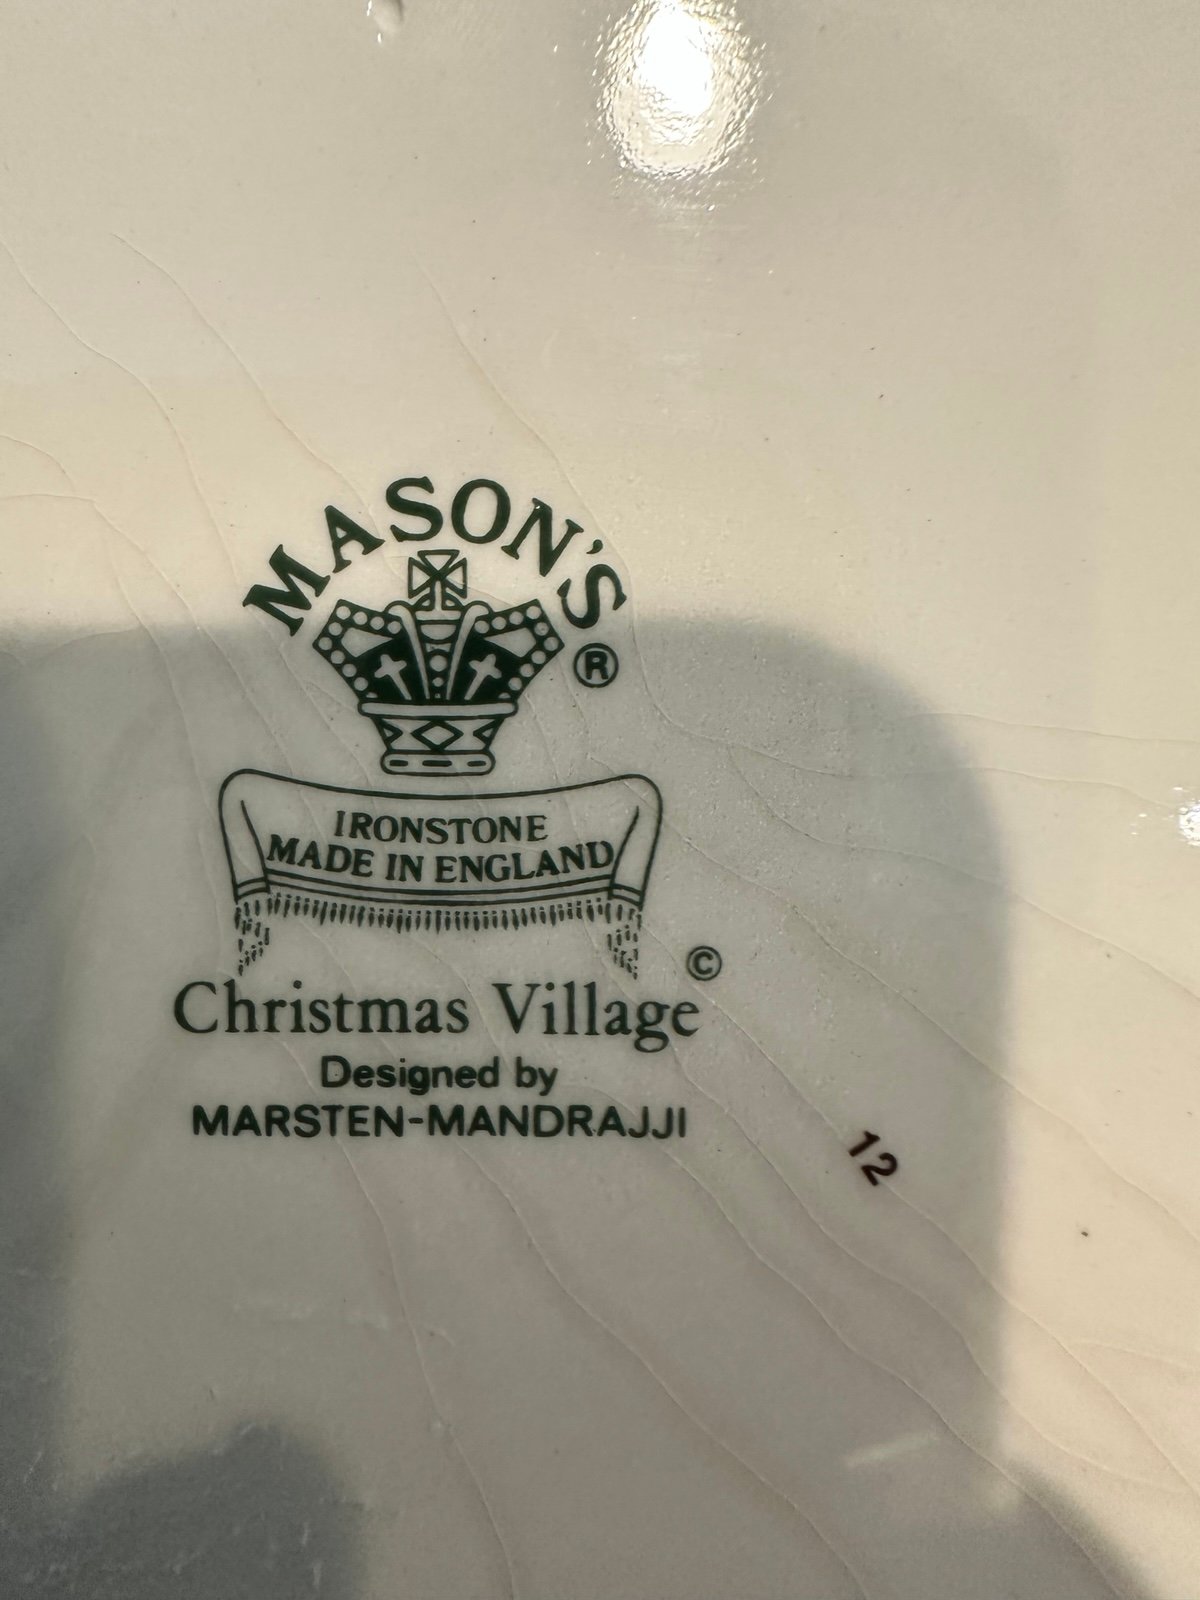 MASON'S
®
IRONSTONE
MADE IN ENGLAND
©
Christmas Village
Designed by
MARSTEN-MANDRAJJI
12